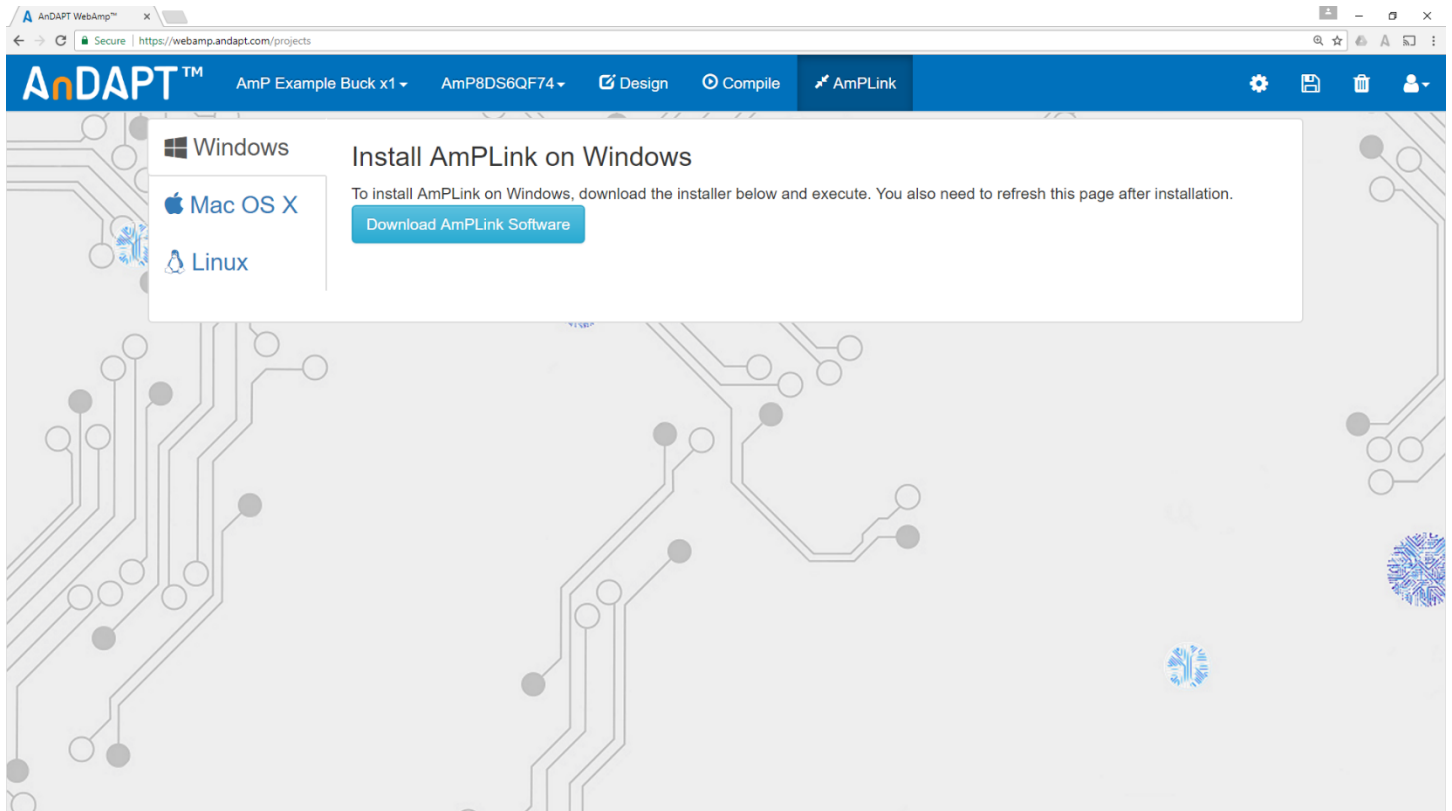 AnDAPT WebAmp™
Secure | https://webamp.andapt.com/projects
AnDAPT™ AmP Example Buck x1 AmP8DS6QF74 Design Compile AmPLink
Windows
Mac OS X
Linux
Install AmPLink on Windows
To install AmPLink on Windows, download the installer below and execute. You also need to refresh this page after installation.
Download AmPLink Software